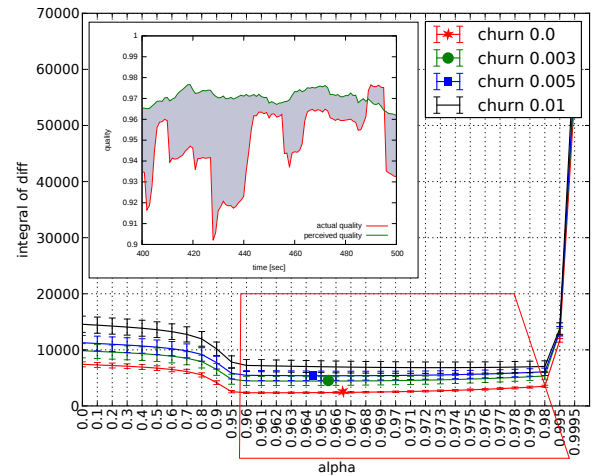 70000
60000
50000
40000
30000
20000
10000
0
integral of diff
churn 0.0
churn 0.003
churn 0.005
churn 0.01
1
0.99
0.98
0.97
0.96
0.95
0.94
0.93
0.92
0.91
0.9
quality
actual quality
perceived quality
400 420 440 460 480 500
time [sec]
0.0 0.1 0.2 0.3 0.4 0.5 0.6 0.7 0.8 0.9 0.95 0.96 0.961 0.962 0.963 0.964 0.965 0.966 0.967 0.968 0.969 0.97 0.971 0.972 0.973 0.974 0.975 0.976 0.977 0.978 0.979 0.98 0.995 0.9995
alpha